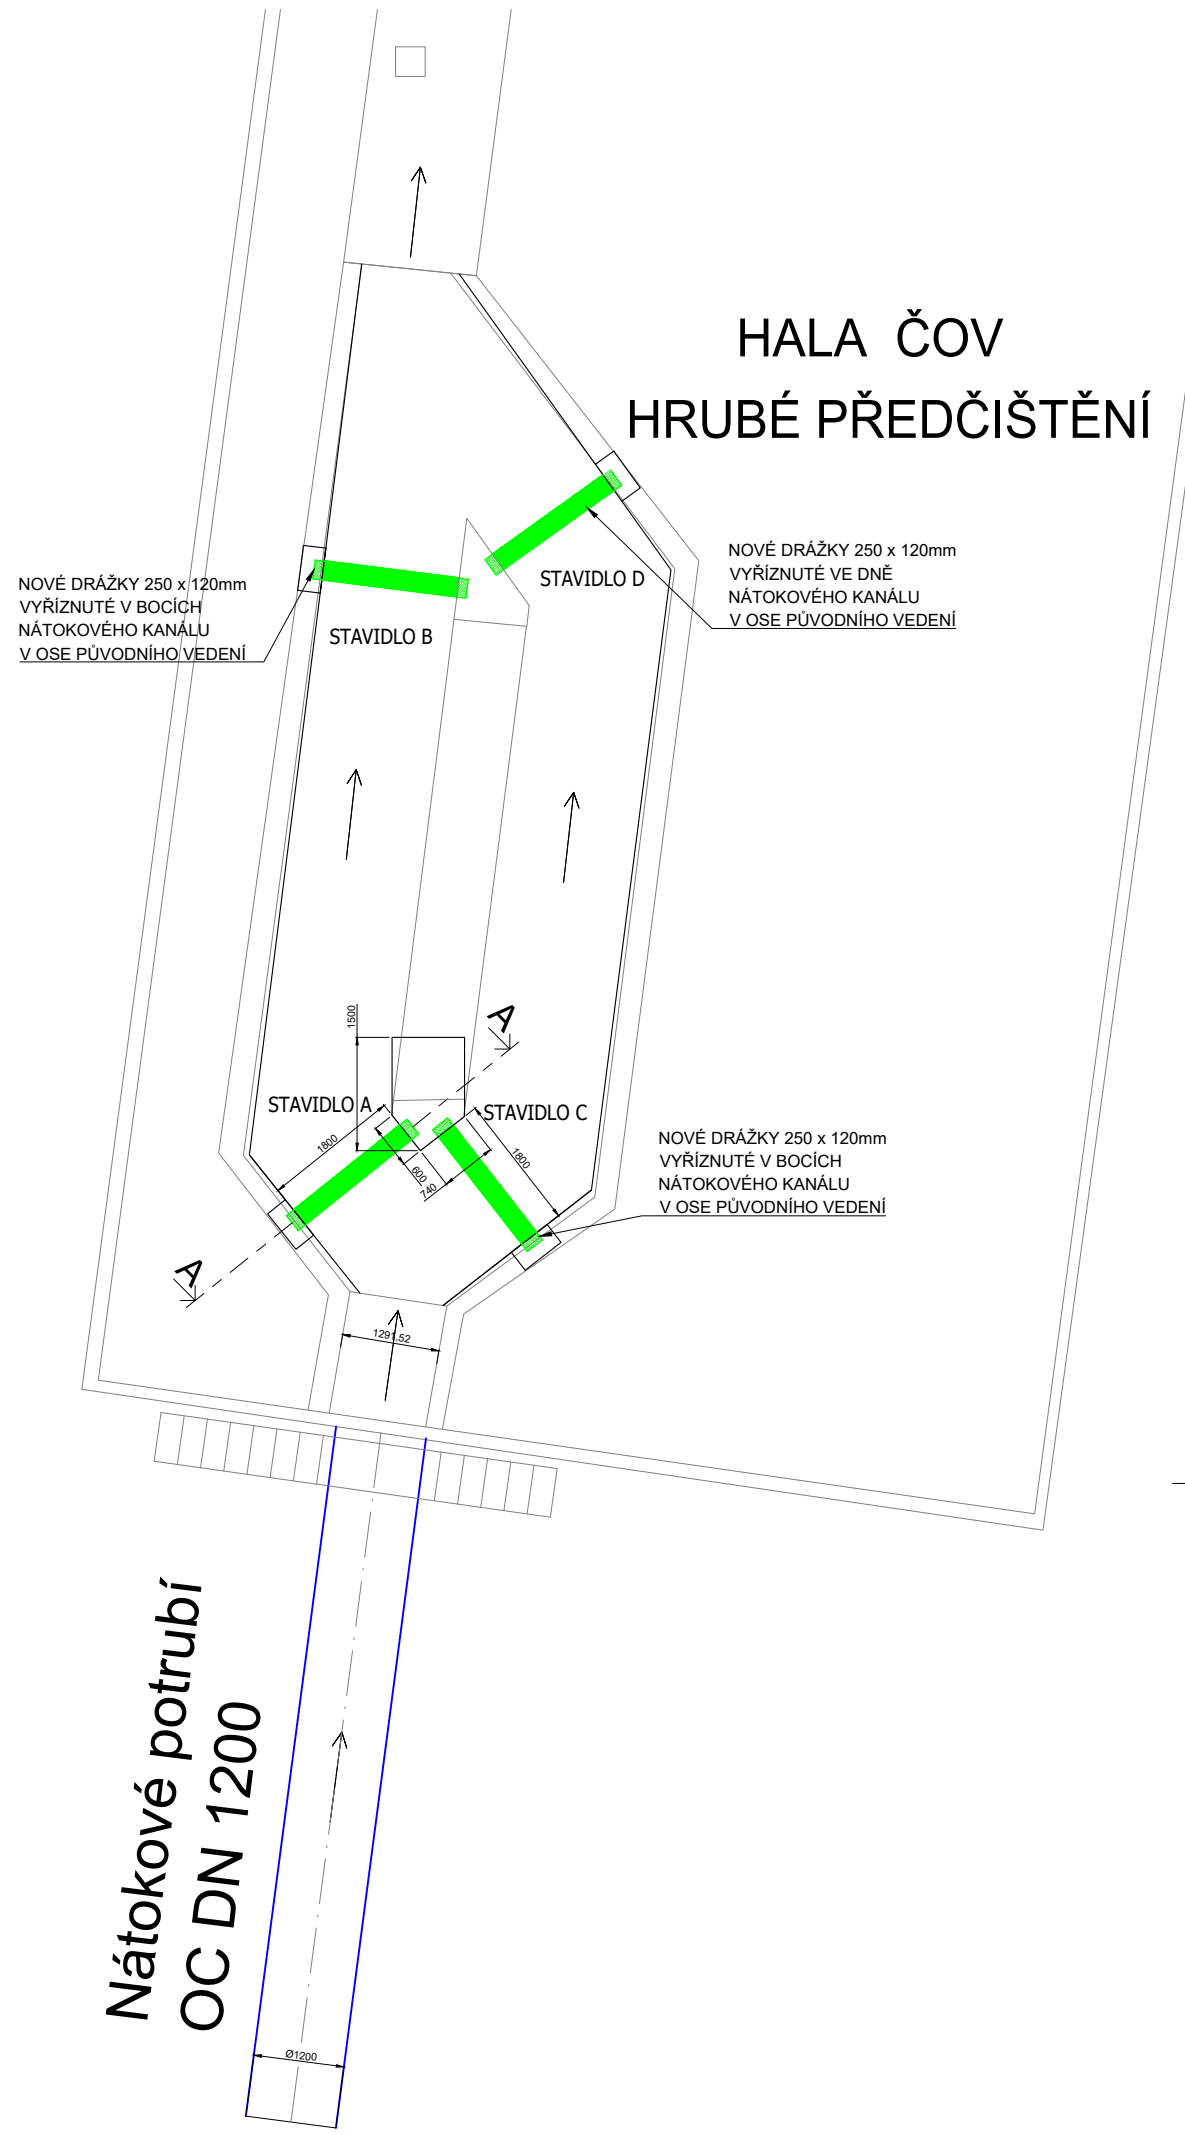 HALA ČOV
HRUBÉ PŘEDČIŠTĚNÍ
NOVÉ DRÁŽKY 250 x 120mm
VYŘÍZNUTÉ V BOCÍCH
NÁTOKOVÉHO KANÁLU
V OSE PŮVODNÍHO VEDENÍ
STAVIDLO B
STAVIDLO D
NOVÉ DRÁŽKY 250 x 120mm
VYŘÍZNUTÉ VE DNĚ
NÁTOKOVÉHO KANÁLU
V OSE PŮVODNÍHO VEDENÍ
1500
A
STAVIDLO A
STAVIDLO C
1800
600
740
1800
NOVÉ DRÁŽKY 250 x 120mm
VYŘÍZNUTÉ V BOCÍCH
NÁTOKOVÉHO KANÁLU
V OSE PŮVODNÍHO VEDENÍ
A
1291,52
Nátokové potrubí
OC DN 1200
Ø1200